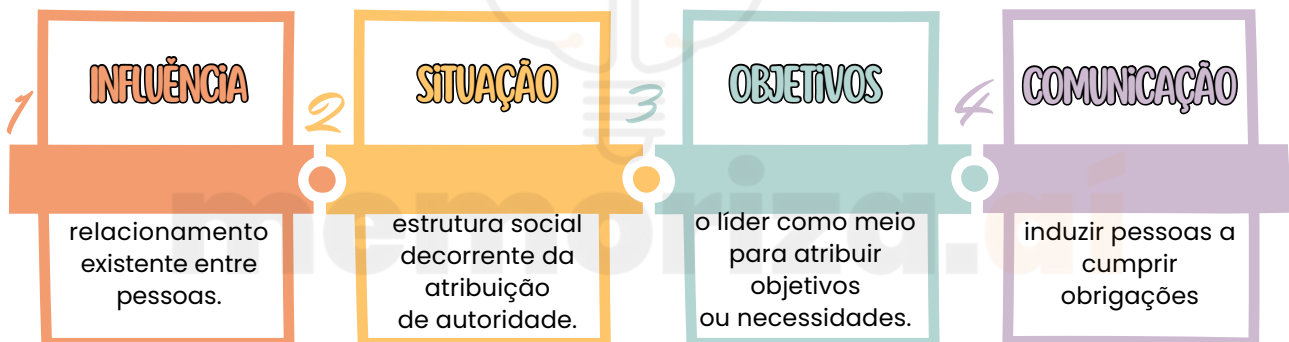 1
INFLUÊNCIA
relacionamento
existente entre
pessoas.
2
SITUAÇÃO
estrutura social
decorrente da
atribuição
de autoridade.
3
OBJETIVOS
o líder como meio
para atribuir
objetivos
ou necessidades.
4
COMUNICAÇÃO
induzir pessoas a
cumprir
obrigações
memoriza.aí